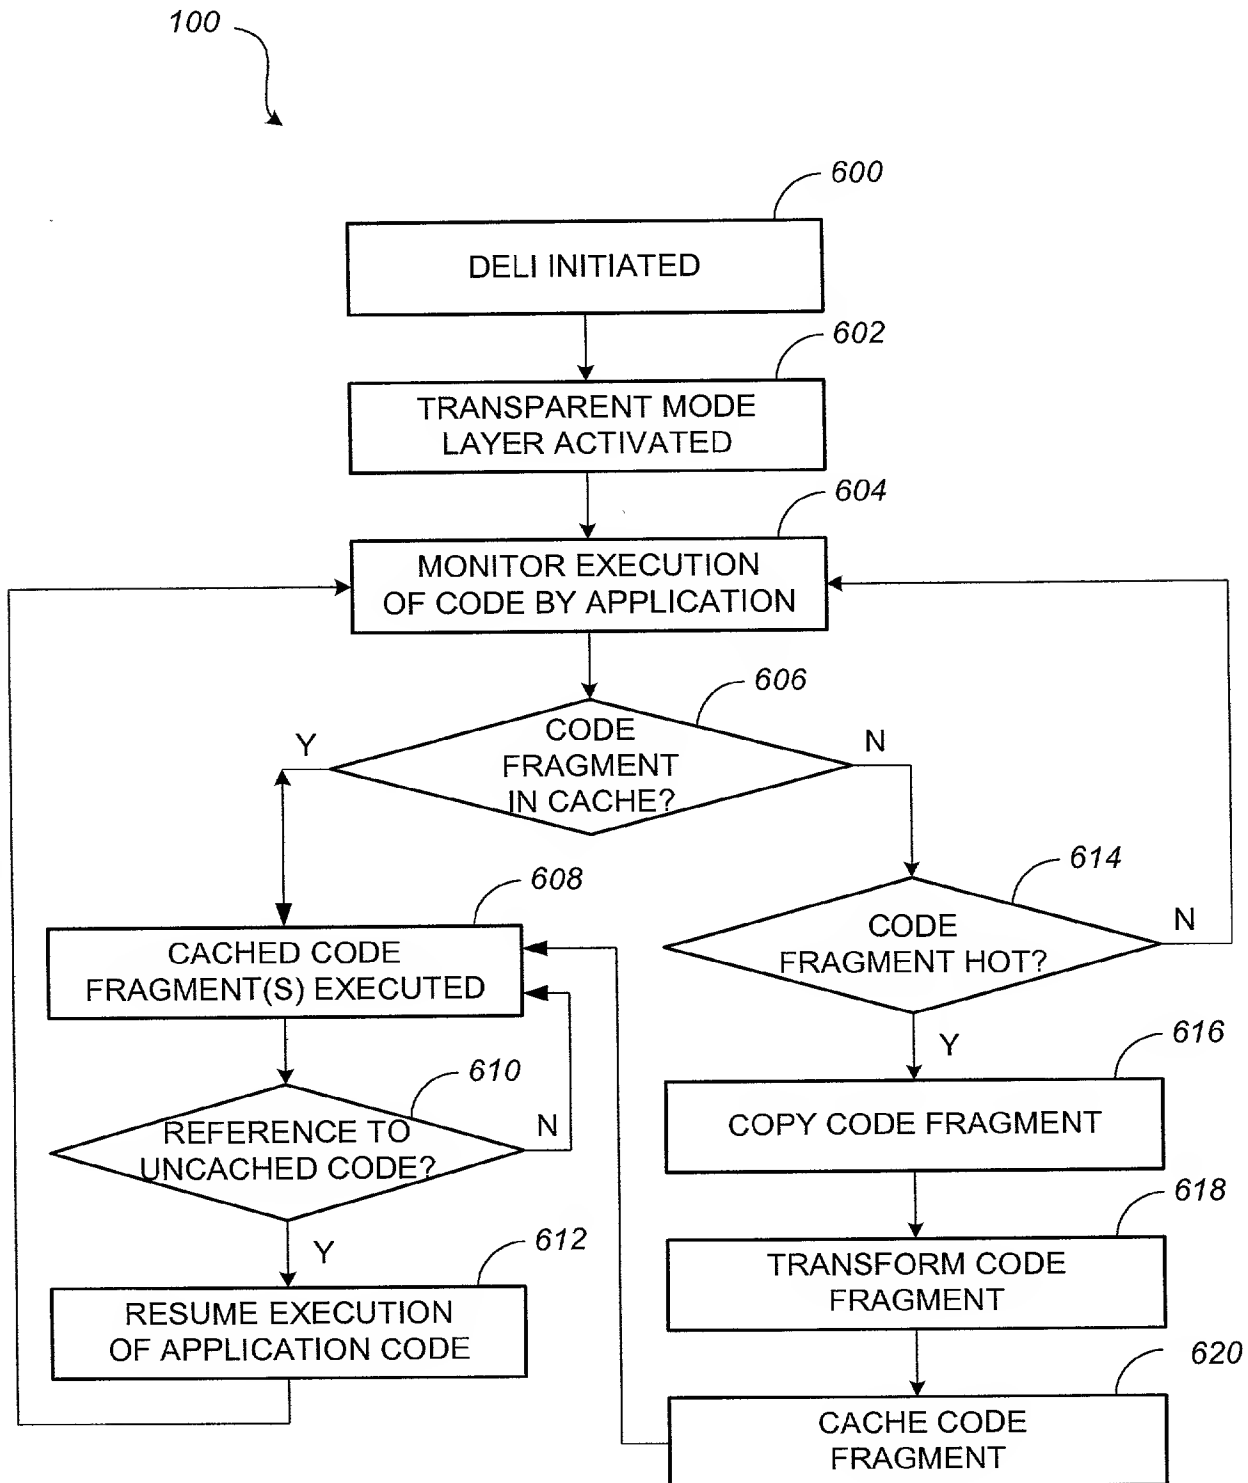 100
600
DELI INITIATED
602
TRANSPARENT MODE
LAYER ACTIVATED
604
MONITOR EXECUTION
OF CODE BY APPLICATION
606
Y
CODE
FRAGMENT
IN CACHE?
N
614
CODE
FRAGMENT HOT?
N
608
CACHED CODE
FRAGMENT(S) EXECUTED
Y
616
COPY CODE FRAGMENT
610
REFERENCE TO
UNCACHED CODE?
N
618
TRANSFORM CODE
FRAGMENT
Y
612
RESUME EXECUTION
OF APPLICATION CODE
620
CACHE CODE
FRAGMENT